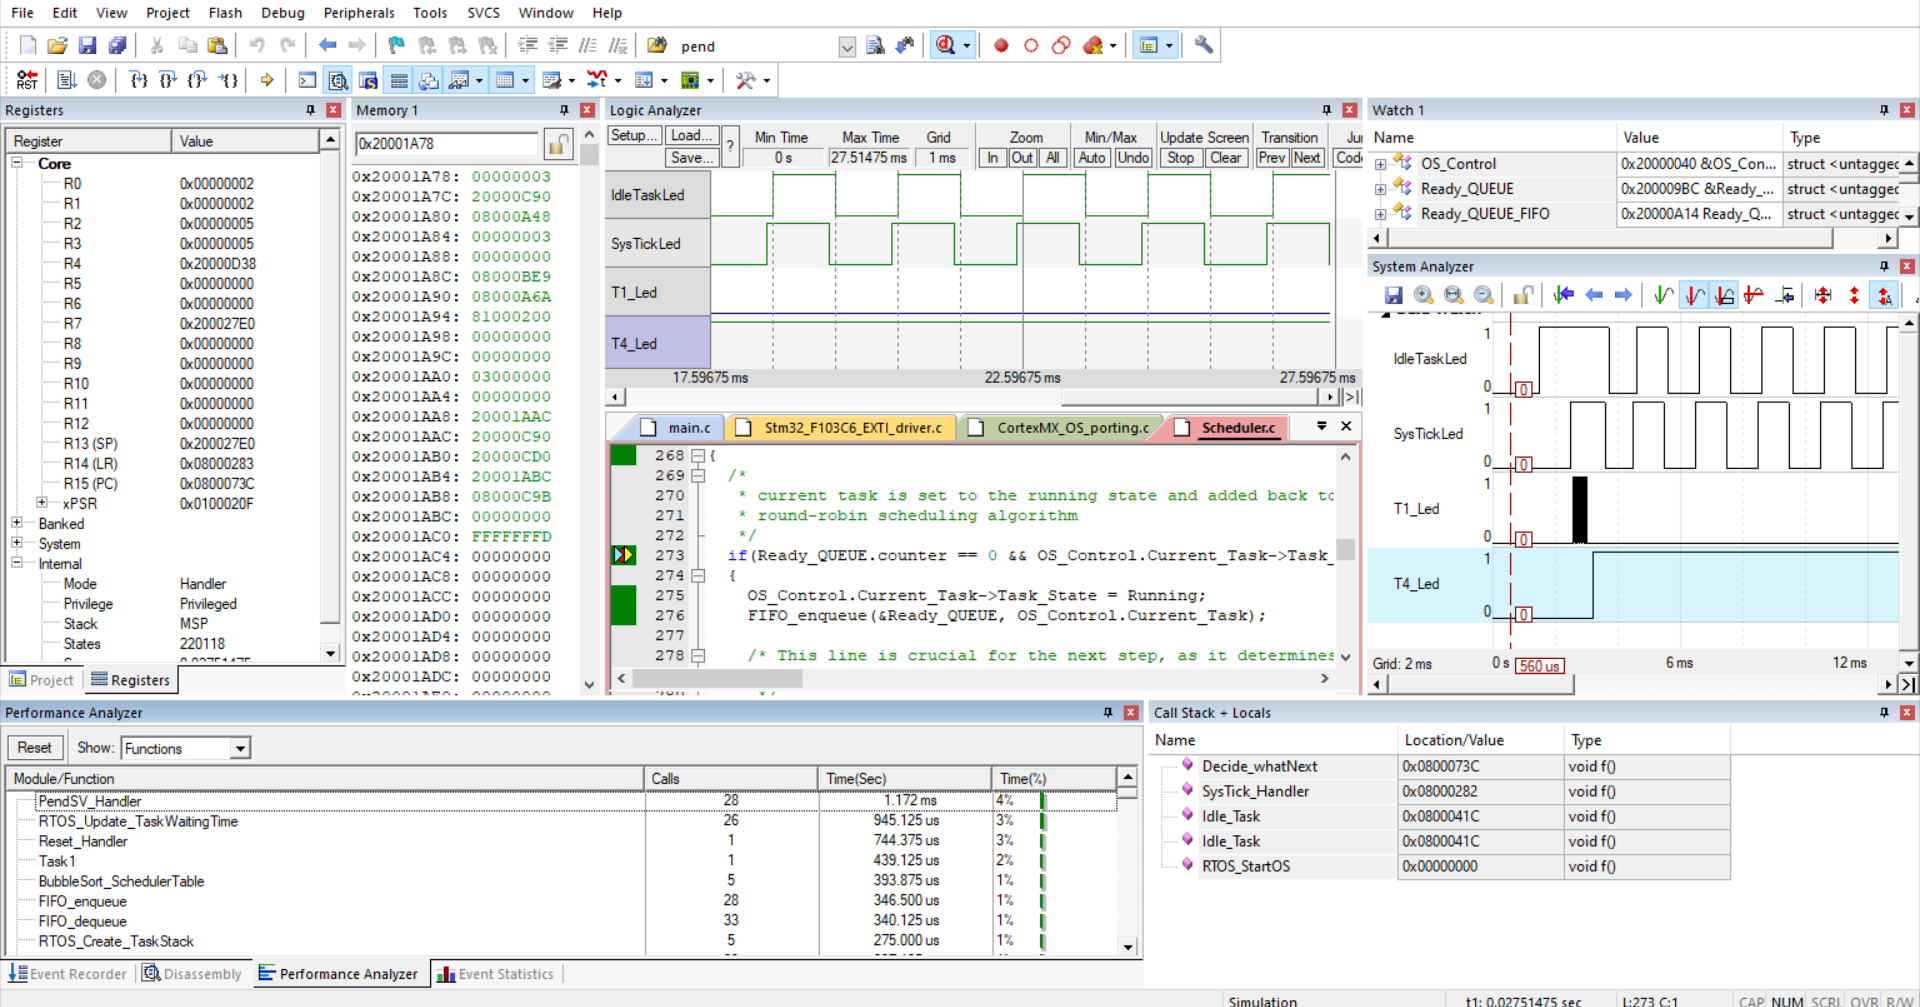 File Edit View Project Flash Debug Peripherals Tools SVCS Window Help
pend
RST
Registers
Register Value
Core
R0 0x00000002
R1 0x00000002
R2 0x00000005
R3 0x00000005
R4 0x20000D38
R5 0x00000000
R6 0x00000000
R7 0x200027E0
R8 0x00000000
R9 0x00000000
R10 0x00000000
R11 0x00000000
R12 0x00000000
R13 (SP) 0x200027E0
R14 (LR) 0x08000283
R15 (PC) 0x0800073C
xPSR 0x0100020F
Banked
System
Internal
Mode Handler
Privilege Privileged
Stack MSP
States 220118
Project Registers
Memory 1
0x20001A78
0x20001A78: 00000003
0x20001A7C: 20000C90
0x20001A80: 08000A48
0x20001A84: 00000003
0x20001A88: 00000000
0x20001A8C: 08000BE9
0x20001A90: 08000A6A
0x20001A94: 81000200
0x20001A98: 00000000
0x20001A9C: 00000000
0x20001AA0: 03000000
0x20001AA4: 00000000
0x20001AA8: 20001AAC
0x20001AAC: 20000C90
0x20001AB0: 20000CD0
0x20001AB4: 20001ABC
0x20001AB8: 08000C9B
0x20001ABC: 00000000
0x20001AC0: FFFFFFFD
0x20001AC4: 00000000
0x20001AC8: 00000000
0x20001ACC: 00000000
0x20001AD0: 00000000
0x20001AD4: 00000000
0x20001AD8: 00000000
0x20001ADC: 00000000
Logic Analyzer
Setup... Load... Min Time Max Time Grid Zoom Min/Max Update Screen Transition Jur
Save... ? 0 s 27.51475 ms 1 ms In Out All Auto Undo Stop Clear Prev Next Code
IdleTaskLed
SysTickLed
T1_Led
T4_Led
17.59675 ms 22.59675 ms 27.59675 ms
main.c Stm32_F103C6_EXTI_driver.c CortexMX_OS_porting.c Scheduler.c
268 {
269 /*
270 * current task is set to the running state and added back to
271 * round-robin scheduling algorithm
272 */
273 if(Ready_QUEUE.counter == 0 && OS_Control.Current_Task->Task_
274 {
275 OS_Control.Current_Task->Task_State = Running;
276 FIFO_enqueue(&Ready_QUEUE, OS_Control.Current_Task);
277
278 /* This line is crucial for the next step, as it determines
Watch 1
Name Value Type
OS_Control 0x20000040 &OS_Con... struct <untagged
Ready_QUEUE 0x200009BC &Ready_... struct <untagged
Ready_QUEUE_FIFO 0x20000A14 Ready_Q... struct <untagged
System Analyzer
1
IdleTaskLed
0 0
1
SysTickLed
0 0
1
T1_Led
0 0
1
T4_Led
0 0
Grid: 2 ms 0 s 560 us 6 ms 12 ms
Performance Analyzer
Reset Show: Functions
Module/Function Calls Time(Sec) Time(%)
PendSV_Handler 28 1.172 ms 4%
RTOS_Update_TaskWaitingTime 26 945.125 us 3%
Reset_Handler 1 744.375 us 3%
Task1 1 439.125 us 2%
BubbleSort_SchedulerTable 5 393.875 us 1%
FIFO_enqueue 28 346.500 us 1%
FIFO_dequeue 33 340.125 us 1%
RTOS_Create_TaskStack 5 275.000 us 1%
Event Recorder Disassembly Performance Analyzer Event Statistics
Call Stack + Locals
Name Location/Value Type
Decide_whatNext 0x0800073C void f()
SysTick_Handler 0x08000282 void f()
Idle_Task 0x0800041C void f()
Idle_Task 0x0800041C void f()
RTOS_StartOS 0x00000000 void f()
Simulation t1: 0.02751475 sec L:273 C:1 CAP NUM SCRL OVR R/W